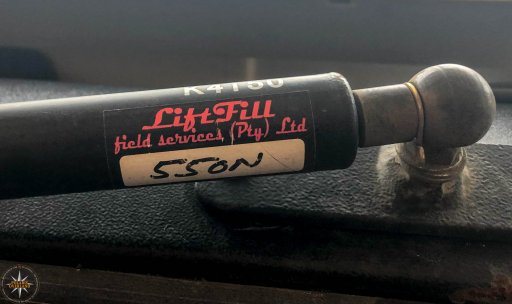 LiftFill
field services (Pty) Ltd
550N